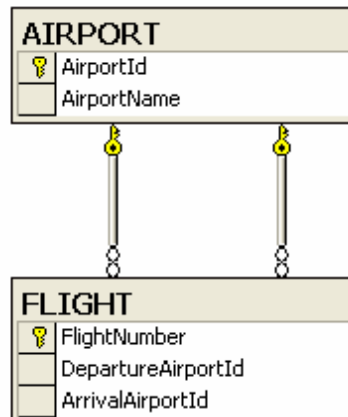 AIRPORT
AirportId
AirportName
FLIGHT
FlightNumber
DepartureAirportId
ArrivalAirportId